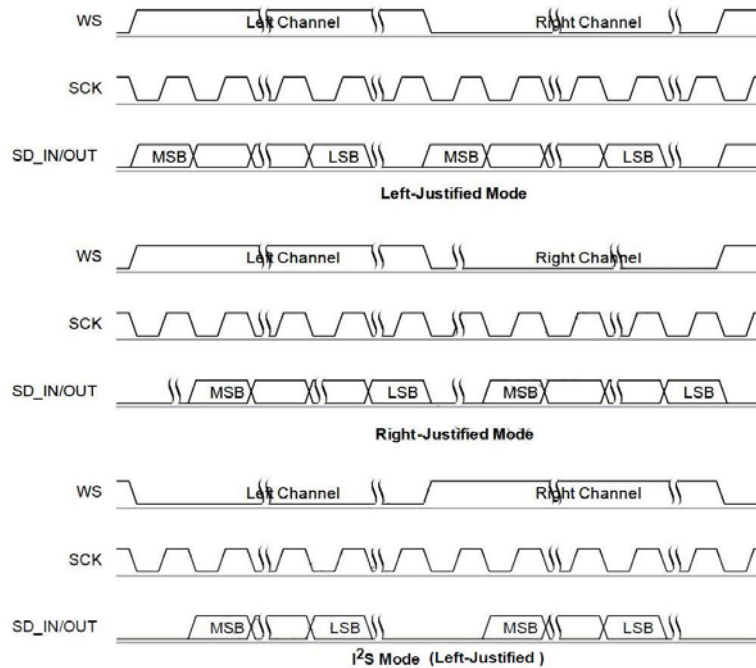 WS Left Channel Right Channel
SCK
SD_IN/OUT MSB LSB MSB LSB
Left-Justified Mode
WS Left Channel Right Channel
SCK
SD_IN/OUT MSB LSB MSB LSB
Right-Justified Mode
WS Left Channel Right Channel
SCK
SD_IN/OUT MSB LSB MSB LSB
I²S Mode (Left-Justified )